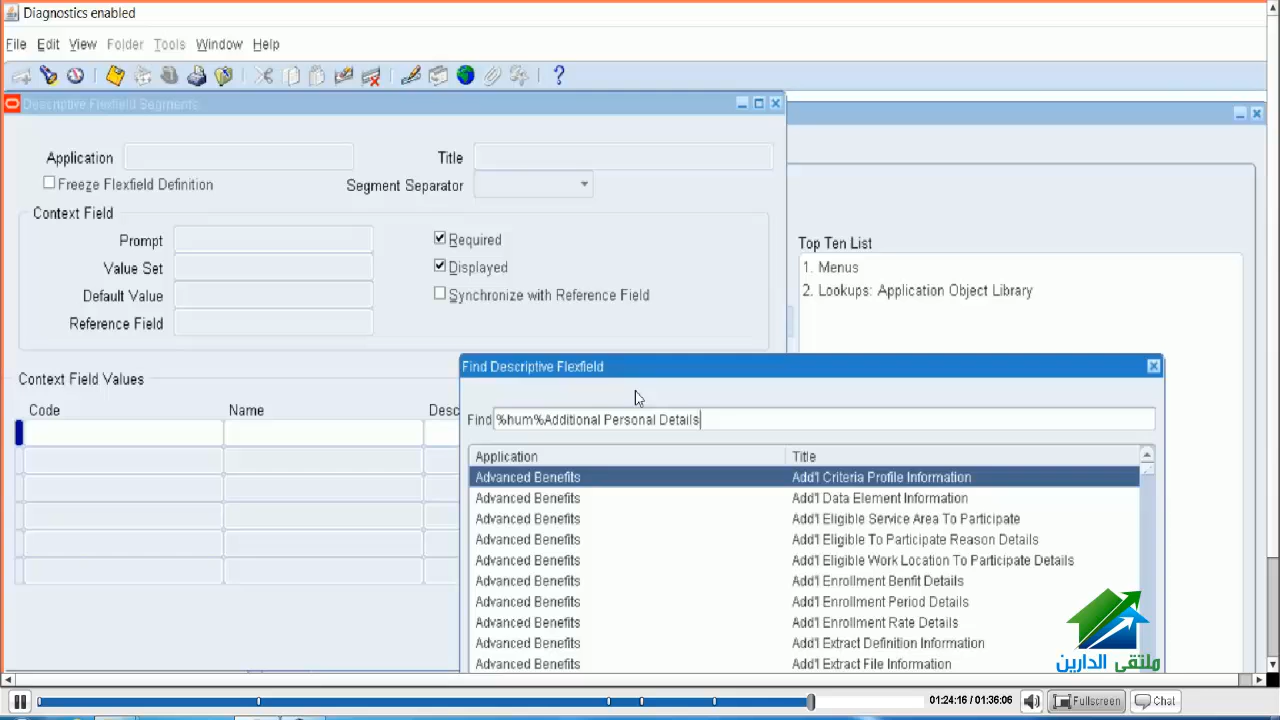 Diagnostics enabled
File Edit View Folder Tools Window Help
Descriptive Flexfield Segments
Application
Title
Freeze Flexfield Definition
Segment Separator
Context Field
Prompt
Required
Value Set
Displayed
Default Value
Synchronize with Reference Field
Reference Field
Top Ten List
1. Menus
2. Lookups: Application Object Library
Context Field Values
Code Name Desc
Find Descriptive Flexfield
Find %hum%Additional Personal Details
Application Title
Advanced Benefits Add'l Criteria Profile Information
Advanced Benefits Add'l Data Element Information
Advanced Benefits Add'l Eligible Service Area To Participate
Advanced Benefits Add'l Eligible To Participate Reason Details
Advanced Benefits Add'l Eligible Work Location To Participate Details
Advanced Benefits Add'l Enrollment Benfit Details
Advanced Benefits Add'l Enrollment Period Details
Advanced Benefits Add'l Enrollment Rate Details
Advanced Benefits Add'l Extract Definition Information
Advanced Benefits Add'l Extract File Information
ملتقى الدارين
01:24:16 / 01:36:06 Fullscreen Chat